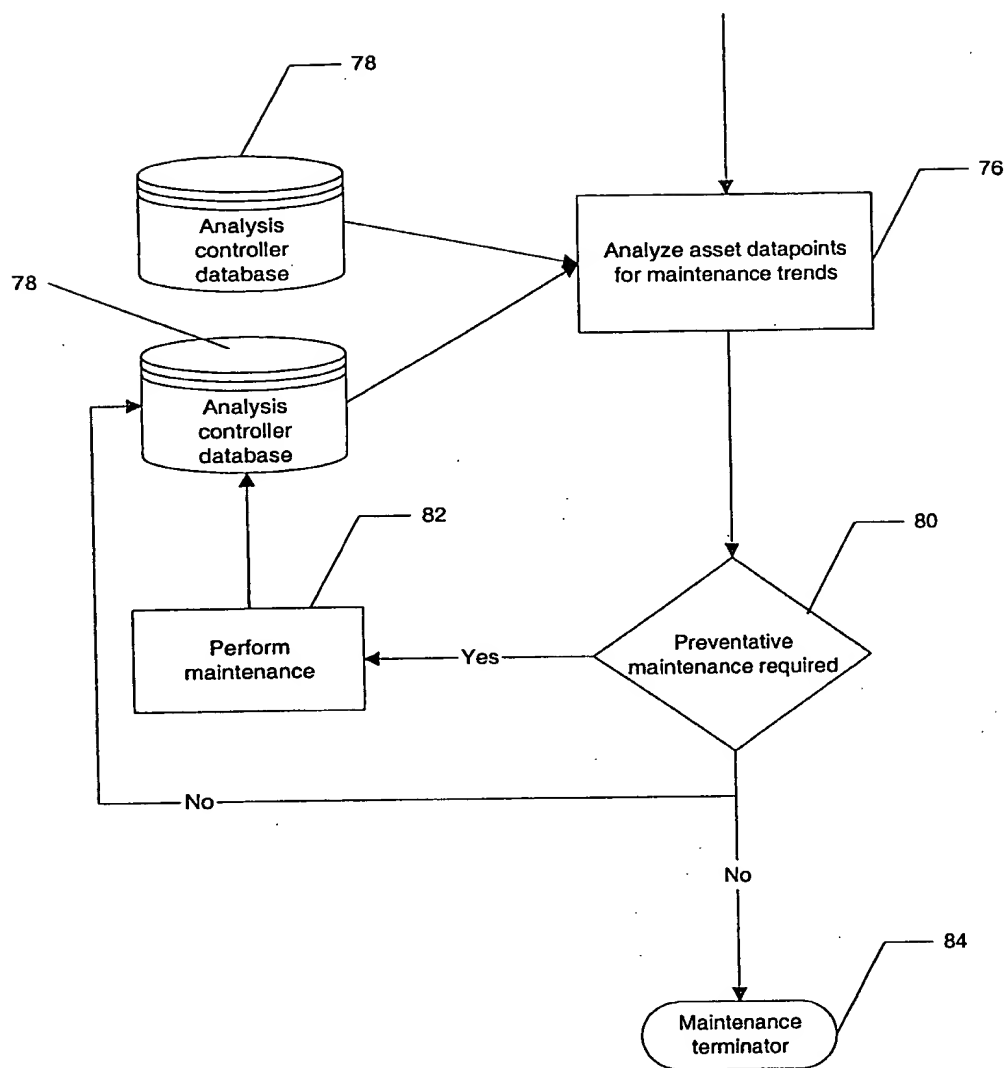 78
76
Analysis
controller
database
Analyze asset datapoints
for maintenance trends
78
Analysis
controller
database
82
80
Perform
maintenance
Yes
Preventative
maintenance required
No
No
84
Maintenance
terminator